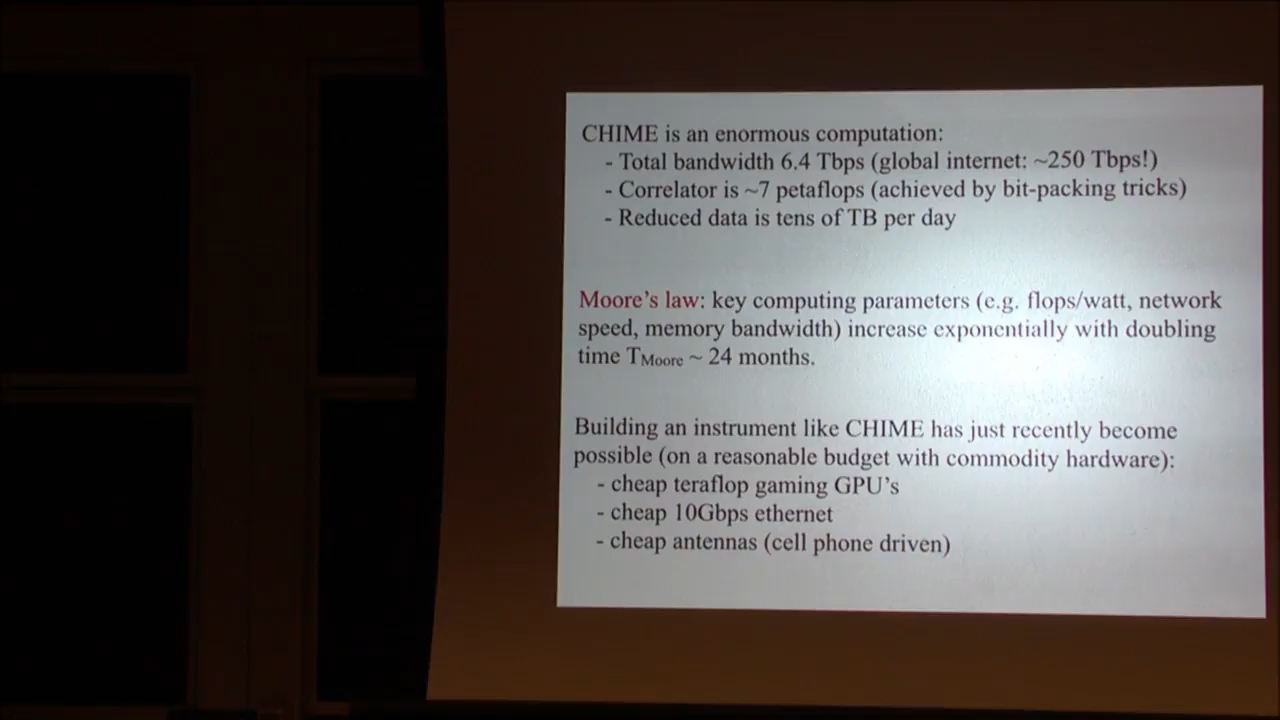 CHIME is an enormous computation:
- Total bandwidth 6.4 Tbps (global internet: ~250 Tbps!)
- Correlator is ~7 petaflops (achieved by bit-packing tricks)
- Reduced data is tens of TB per day
Moore's law: key computing parameters (e.g. flops/watt, network
speed, memory bandwidth) increase exponentially with doubling
time TMoore ~ 24 months.
Building an instrument like CHIME has just recently become
possible (on a reasonable budget with commodity hardware):
- cheap teraflop gaming GPU's
- cheap 10Gbps ethernet
- cheap antennas (cell phone driven)